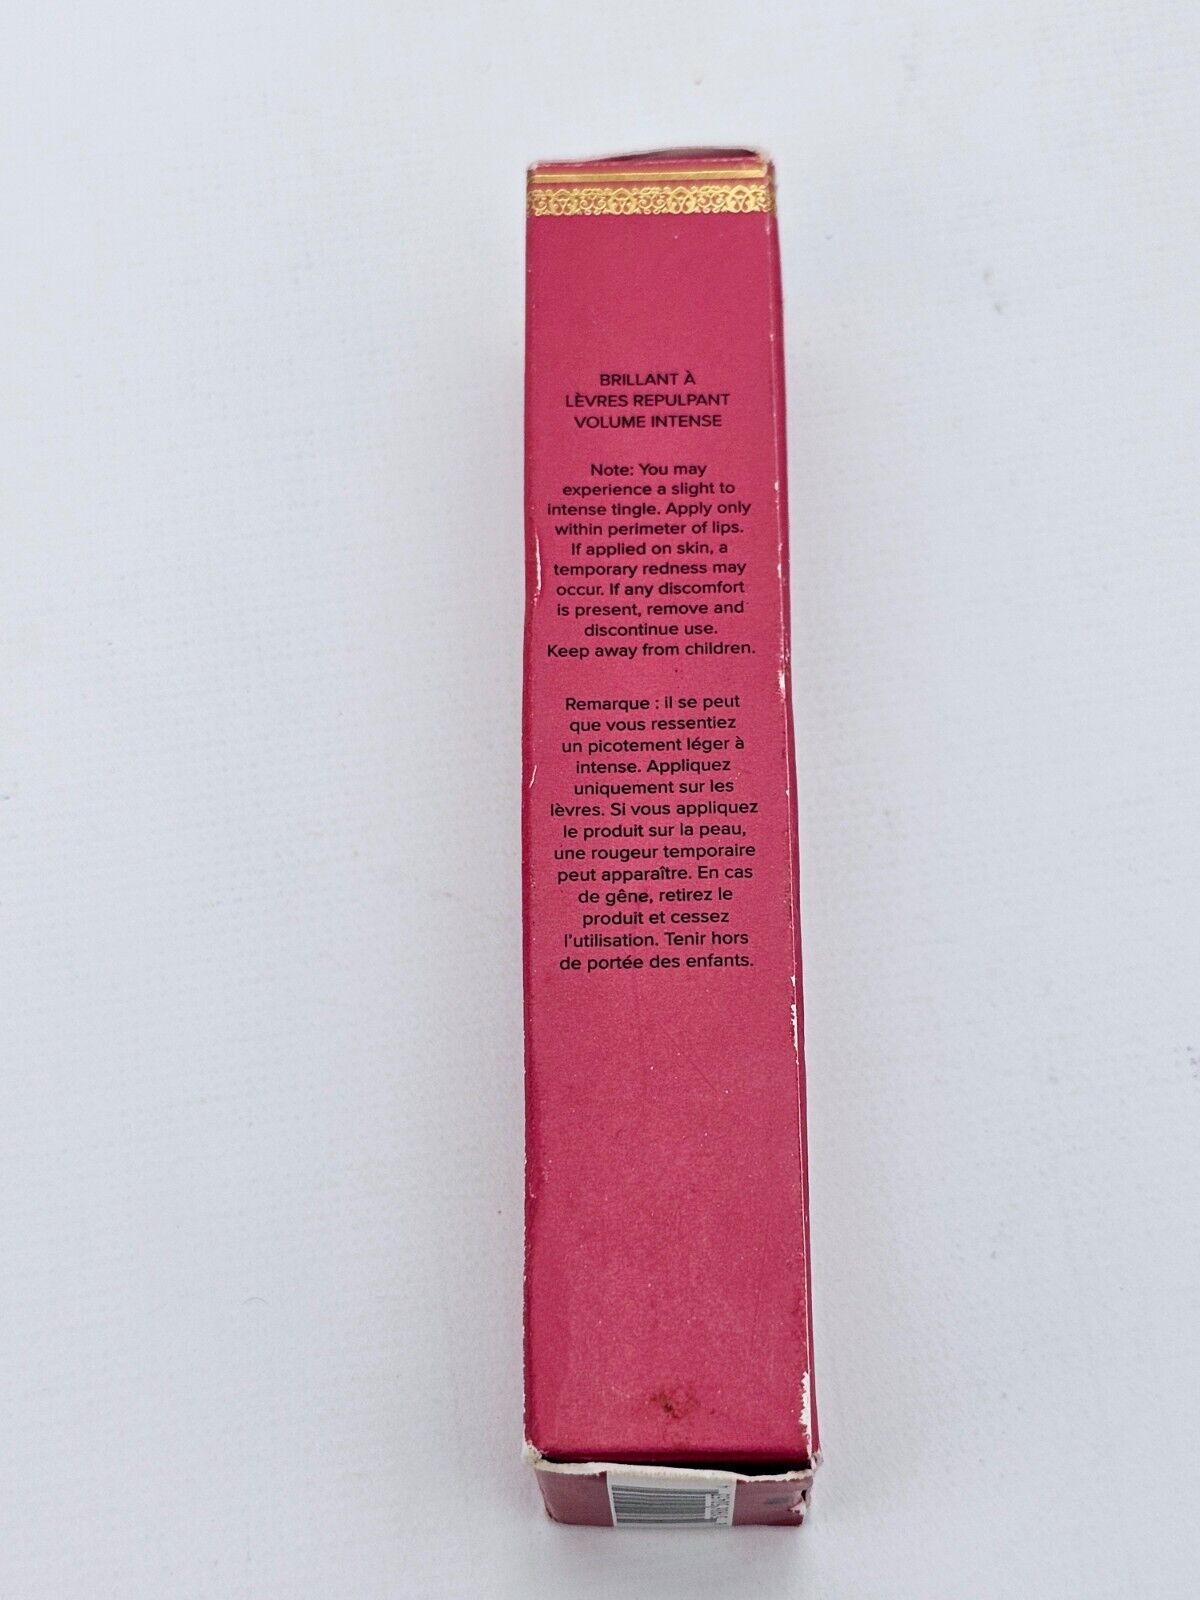 BRILLANT À
LÈVRES REPULPANT
VOLUME INTENSE
Note: You may
experience a slight to
intense tingle. Apply only
within perimeter of lips.
If applied on skin, a
temporary redness may
occur. If any discomfort
is present, remove and
discontinue use.
Keep away from children.
Remarque : il se peut
que vous ressentiez
un picotement léger à
intense. Appliquez
uniquement sur les
lèvres. Si vous appliquez
le produit sur la peau,
une rougeur temporaire
peut apparaître. En cas
de gêne, retirez le
produit et cessez
l'utilisation. Tenir hors
de portée des enfants.